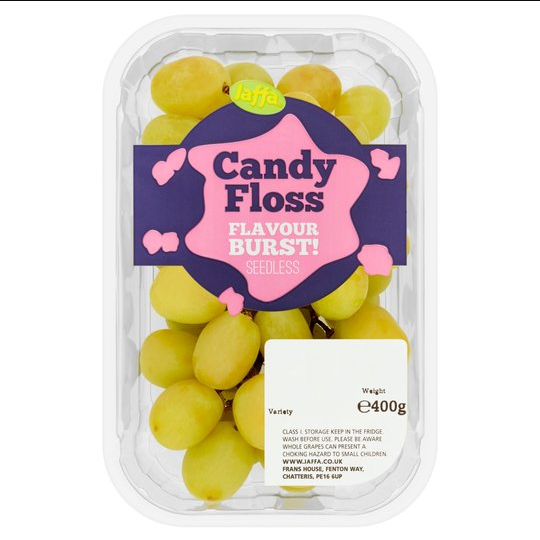 Jaffa
Candy
Floss
FLAVOUR
BURST!
SEEDLESS
Weight
Variety
℮400g
CLASS I. STORAGE KEEP IN THE FRIDGE.
WASH BEFORE USE. PLEASE BE AWARE
WHOLE GRAPES CAN PRESENT A
CHOKING HAZARD TO SMALL CHILDREN.
WWW.JAFFA.CO.UK
FRANS HOUSE, FENTON WAY,
CHATTERIS, PE16 6UP